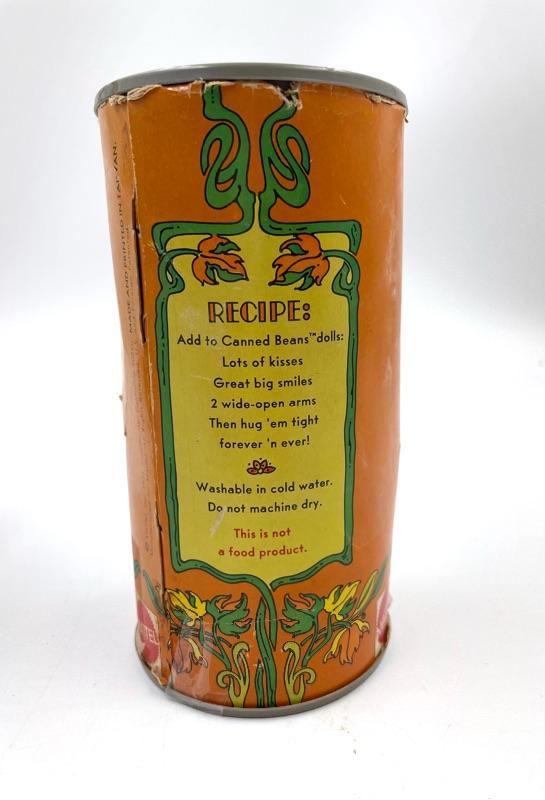 RECIPE:
Add to Canned Beans™dolls:
Lots of kisses
Great big smiles
2 wide-open arms
Then hug 'em tight
forever 'n ever!
Washable in cold water.
Do not machine dry.
This is not
a food product.
MADE AND PRINTED IN TAIWAN.
TEL